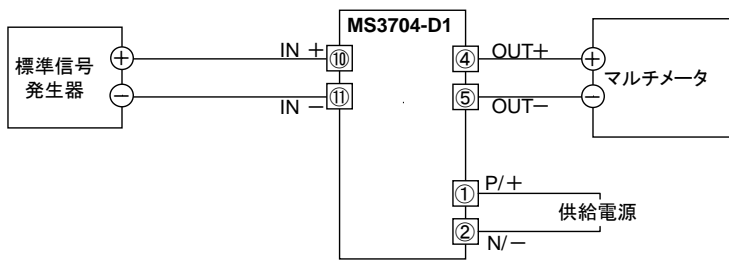 MS3704-D1
標準信号
発生器
+
−
IN +
IN −
⑩
⑪
④
⑤
OUT+
OUT−
+
−
マルチメータ
①
②
P/+
N/−
供給電源